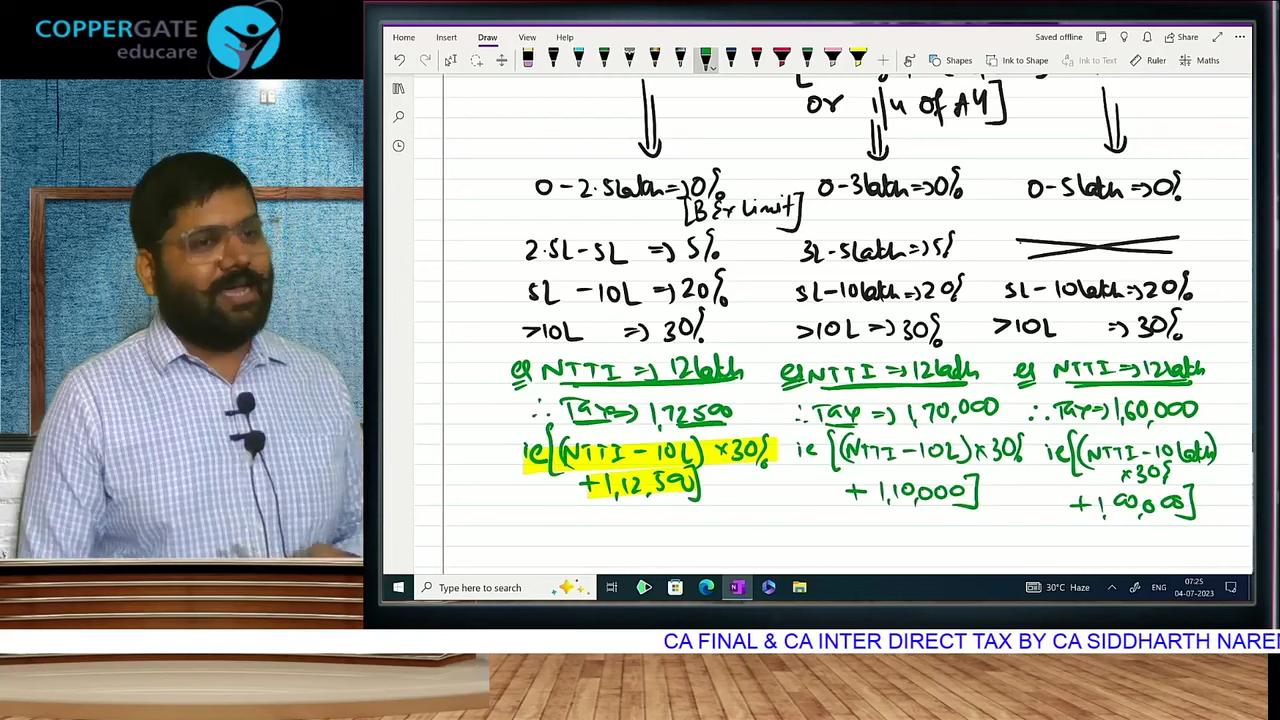 COPPERGATE
educare
Home Insert Draw View Help
Saved offline
Share
Shapes
Ink to Shape
Ink to Text
Ruler
Maths
or of AY]
0-2.5lakh=>0%
[B Ex Limit]
2.5L-5L => 5%
5L -10L =>20%
>10L => 30%
eg NTTI => 12lakh
∴ Tax=> 1,72,500
ie[(NTTI-10L) ×30%
+1,12,500]
0-3lakh=>0%
3L-5lakh=>5%
5L-10lakh=>20%
>10L => 30%
eg NTTI =>12lakh
∴ Tax => 1,70,000
ie [(NTTI-10L)×30%
+ 1,10,000]
0-5lakh=>0%
5L-10lakh=>20%
>10L => 30%
eg NTTI=>12lakh
∴ Tax=>1,60,000
ie[(NTTI-10lakh)
×30%
+1,00,000]
Type here to search
30°C Haze
ENG
07:25
04-07-2023
CA FINAL & CA INTER DIRECT TAX BY CA SIDDHARTH NAREN